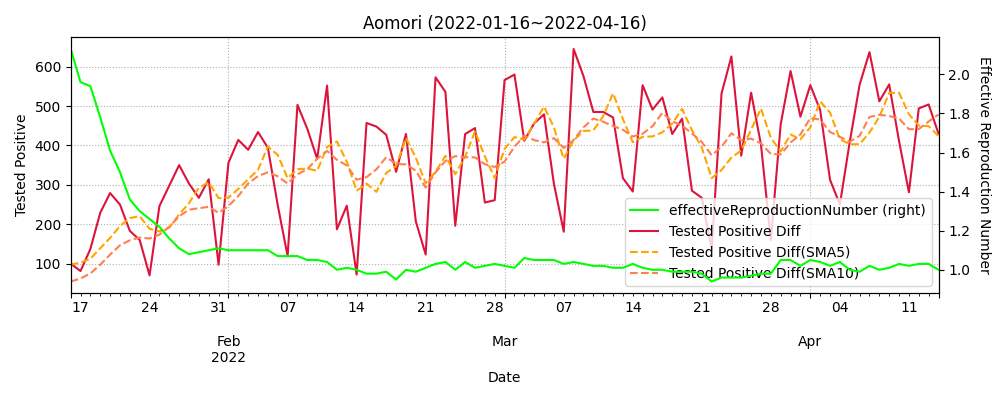 Aomori (2022-01-16~2022-04-16)
Tested Positive
600
500
400
300
200
100
2.0
1.8
1.6
1.4
1.2
1.0
Effective Reproduction Number
effectiveReproductionNumber (right)
Tested Positive Diff
Tested Positive Diff(SMA5)
Tested Positive Diff(SMA10)
17 24 31 07 14 21 28 07 14 21 28 04 11
Feb Mar Apr
2022
Date